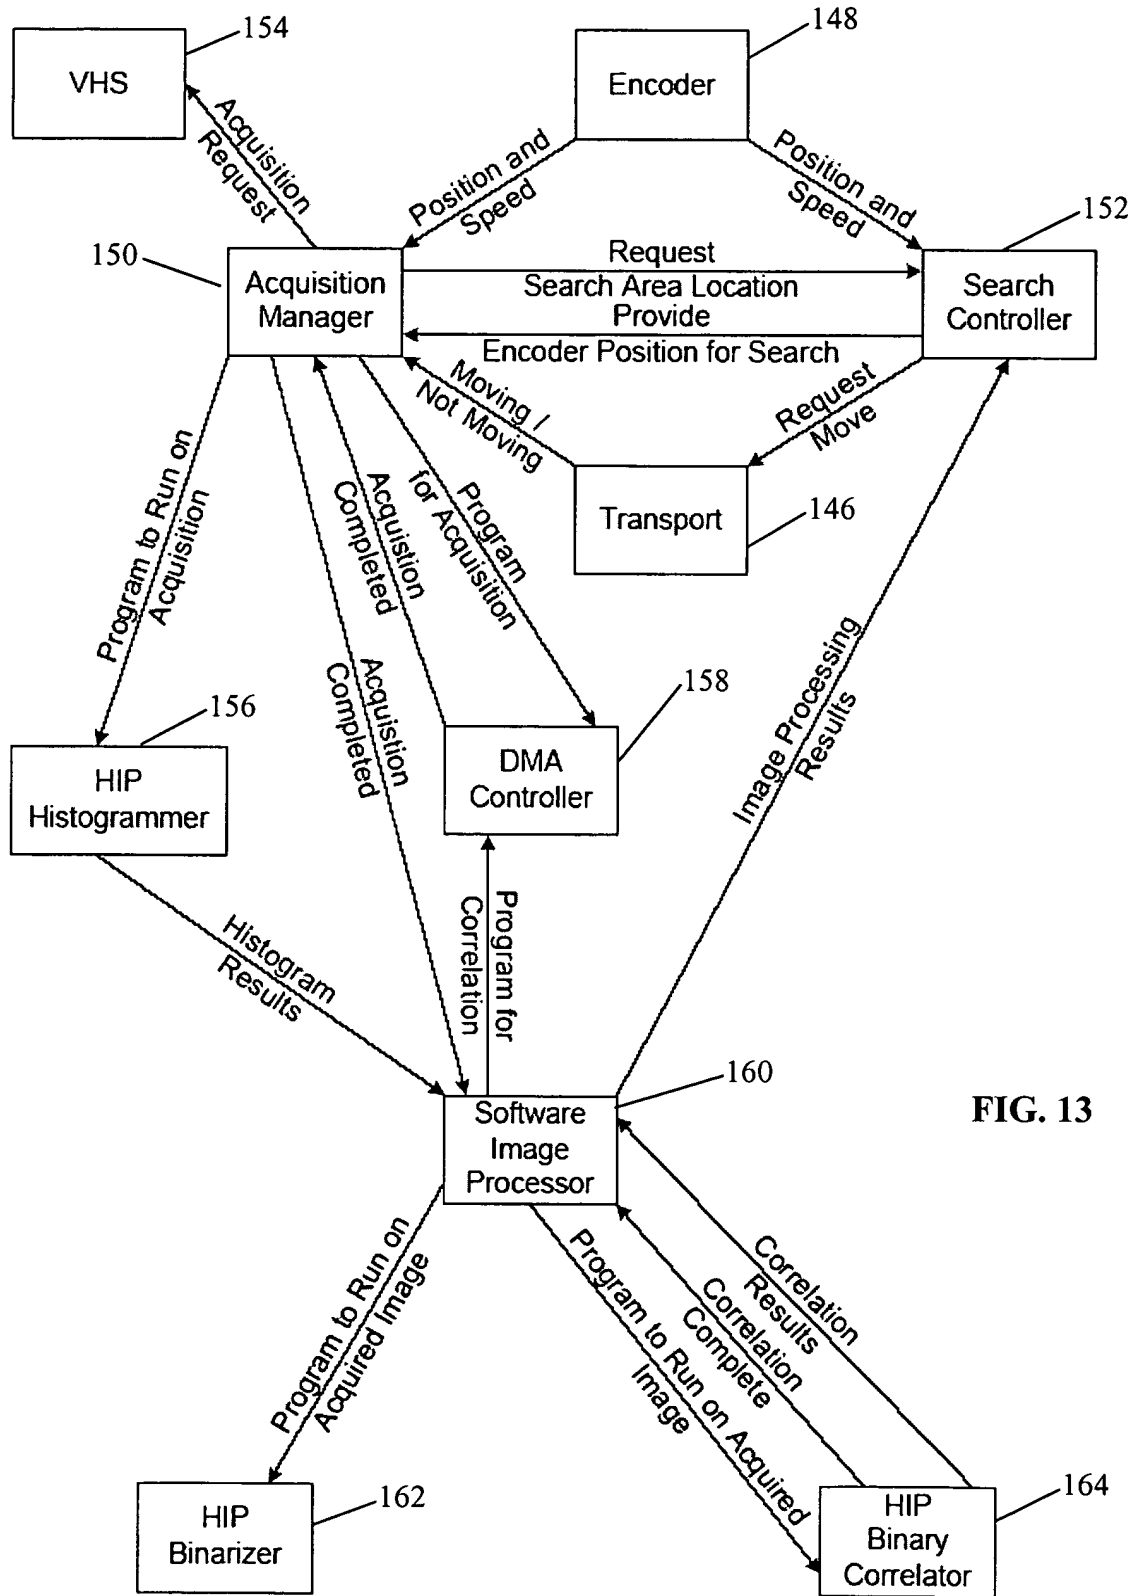 154
VHS
148
Encoder
Acquisition
Request
Position and
Speed
Position and
Speed
152
150
Acquisition
Manager
Request
Search Area Location
Provide
Encoder Position for Search
Search
Controller
Moving /
Not Moving
Request
Move
Transport
146
Program to Run on
Acquisition
Acquistion
Completed
Acquistion
Completed
Program
for Acquisition
156
HIP
Histogrammer
158
DMA
Controller
Image Processing
Results
Histogram
Results
Program for
Correlation
160
Software
Image
Processor
FIG. 13
Program to Run on
Acquired Image
Program to Run on Acquired
Image
Correlation
Complete
Correlation
Results
HIP
Binarizer
162
HIP
Binary
Correlator
164